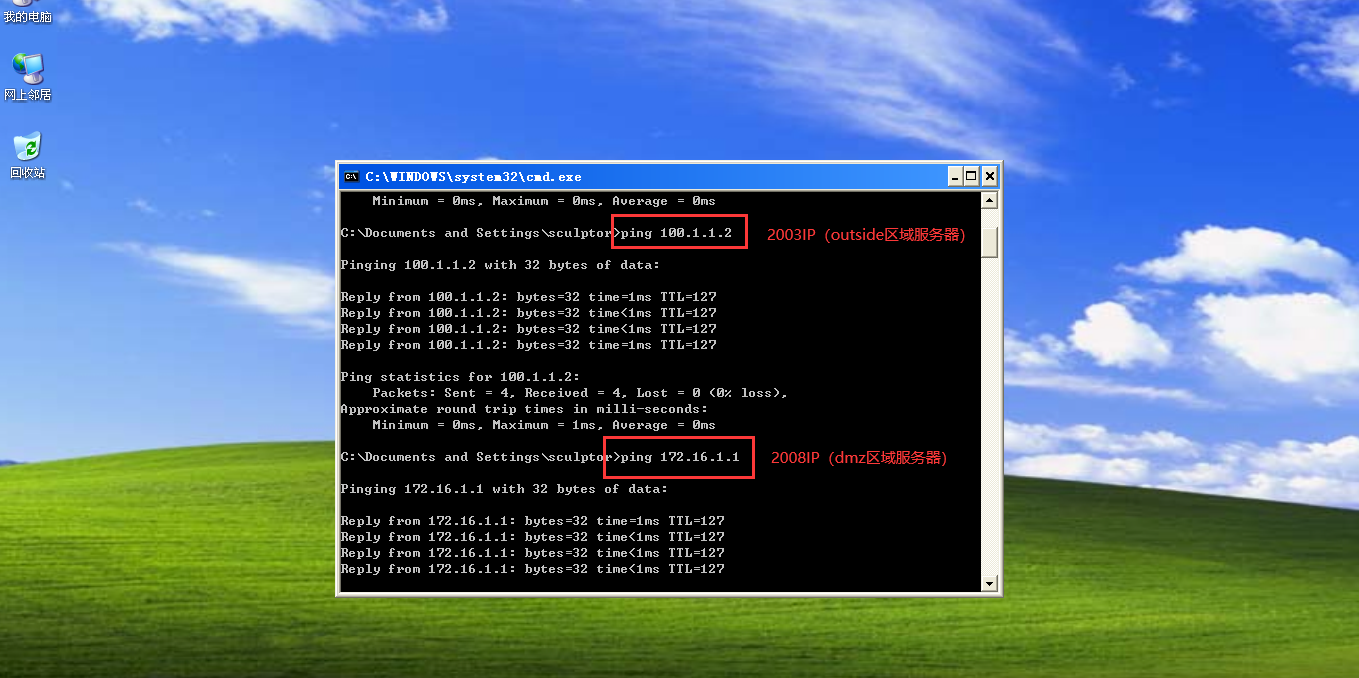 我的电脑
网上邻居
回收站
C:\WINDOWS\system32\cmd.exe
Minimum = 0ms, Maximum = 0ms, Average = 0ms
C:\Documents and Settings\sculptor>ping 100.1.1.2
2003IP（outside区域服务器）
Pinging 100.1.1.2 with 32 bytes of data:
Reply from 100.1.1.2: bytes=32 time=1ms TTL=127
Reply from 100.1.1.2: bytes=32 time<1ms TTL=127
Reply from 100.1.1.2: bytes=32 time<1ms TTL=127
Reply from 100.1.1.2: bytes=32 time<1ms TTL=127
Ping statistics for 100.1.1.2:
Packets: Sent = 4, Received = 4, Lost = 0 (0% loss),
Approximate round trip times in milli-seconds:
Minimum = 0ms, Maximum = 1ms, Average = 0ms
C:\Documents and Settings\sculptor>ping 172.16.1.1
2008IP（dmz区域服务器）
Pinging 172.16.1.1 with 32 bytes of data:
Reply from 172.16.1.1: bytes=32 time=1ms TTL=127
Reply from 172.16.1.1: bytes=32 time<1ms TTL=127
Reply from 172.16.1.1: bytes=32 time<1ms TTL=127
Reply from 172.16.1.1: bytes=32 time<1ms TTL=127